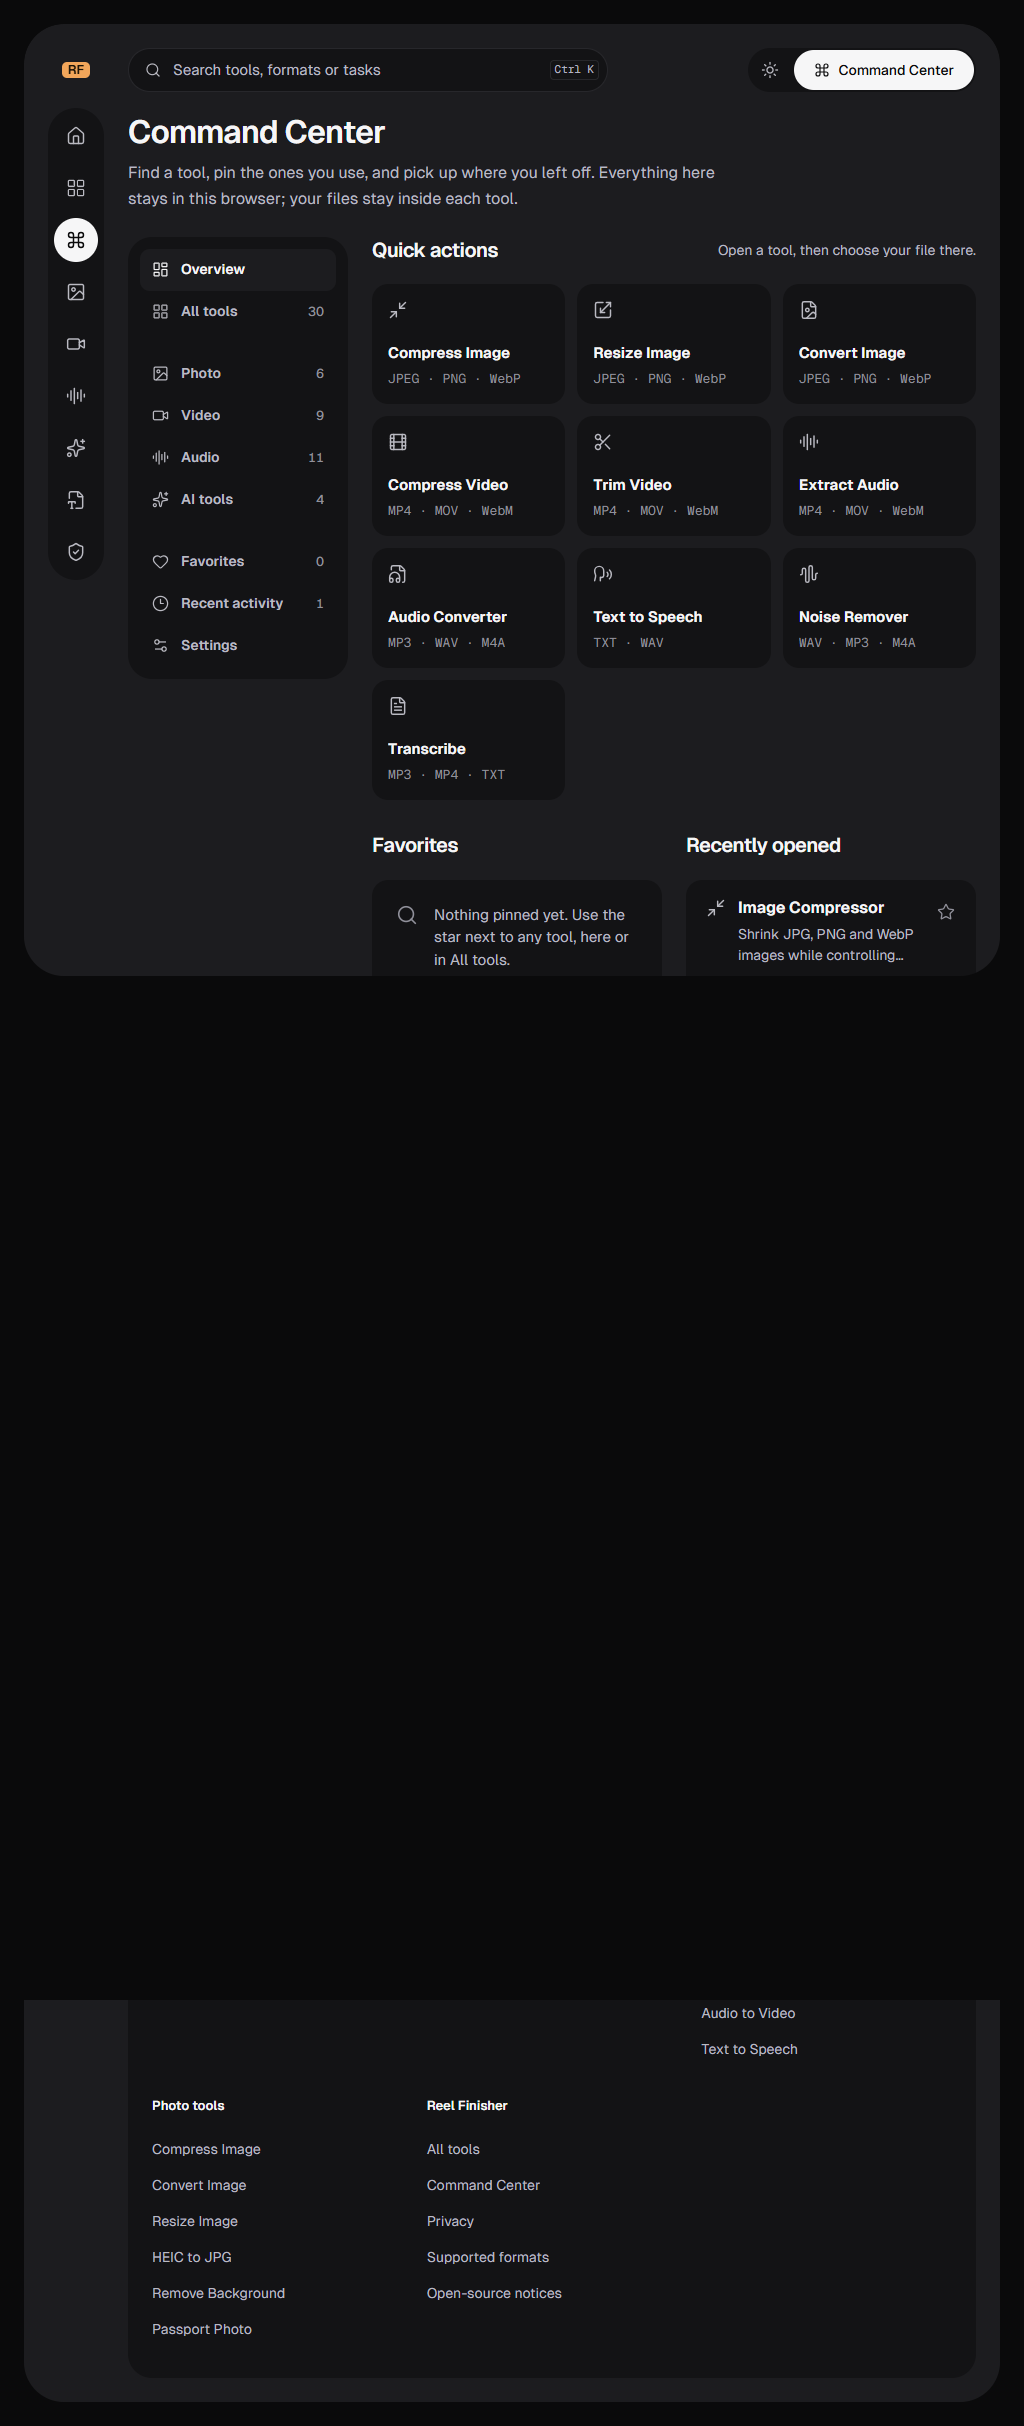 RF
Search tools, formats or tasks
Ctrl K
Command Center
Command Center
Find a tool, pin the ones you use, and pick up where you left off. Everything here
stays in this browser; your files stay inside each tool.
Overview
All tools 30
Photo 6
Video 9
Audio 11
AI tools 4
Favorites 0
Recent activity 1
Settings
Quick actions
Open a tool, then choose your file there.
Compress Image
JPEG · PNG · WebP
Resize Image
JPEG · PNG · WebP
Convert Image
JPEG · PNG · WebP
Compress Video
MP4 · MOV · WebM
Trim Video
MP4 · MOV · WebM
Extract Audio
MP4 · MOV · WebM
Audio Converter
MP3 · WAV · M4A
Text to Speech
TXT · WAV
Noise Remover
WAV · MP3 · M4A
Transcribe
MP3 · MP4 · TXT
Favorites
Nothing pinned yet. Use the
star next to any tool, here or
in All tools.
Recently opened
Image Compressor
Shrink JPG, PNG and WebP
images while controlling...
Audio to Video
Text to Speech
Photo tools
Compress Image
Convert Image
Resize Image
HEIC to JPG
Remove Background
Passport Photo
Reel Finisher
All tools
Command Center
Privacy
Supported formats
Open-source notices